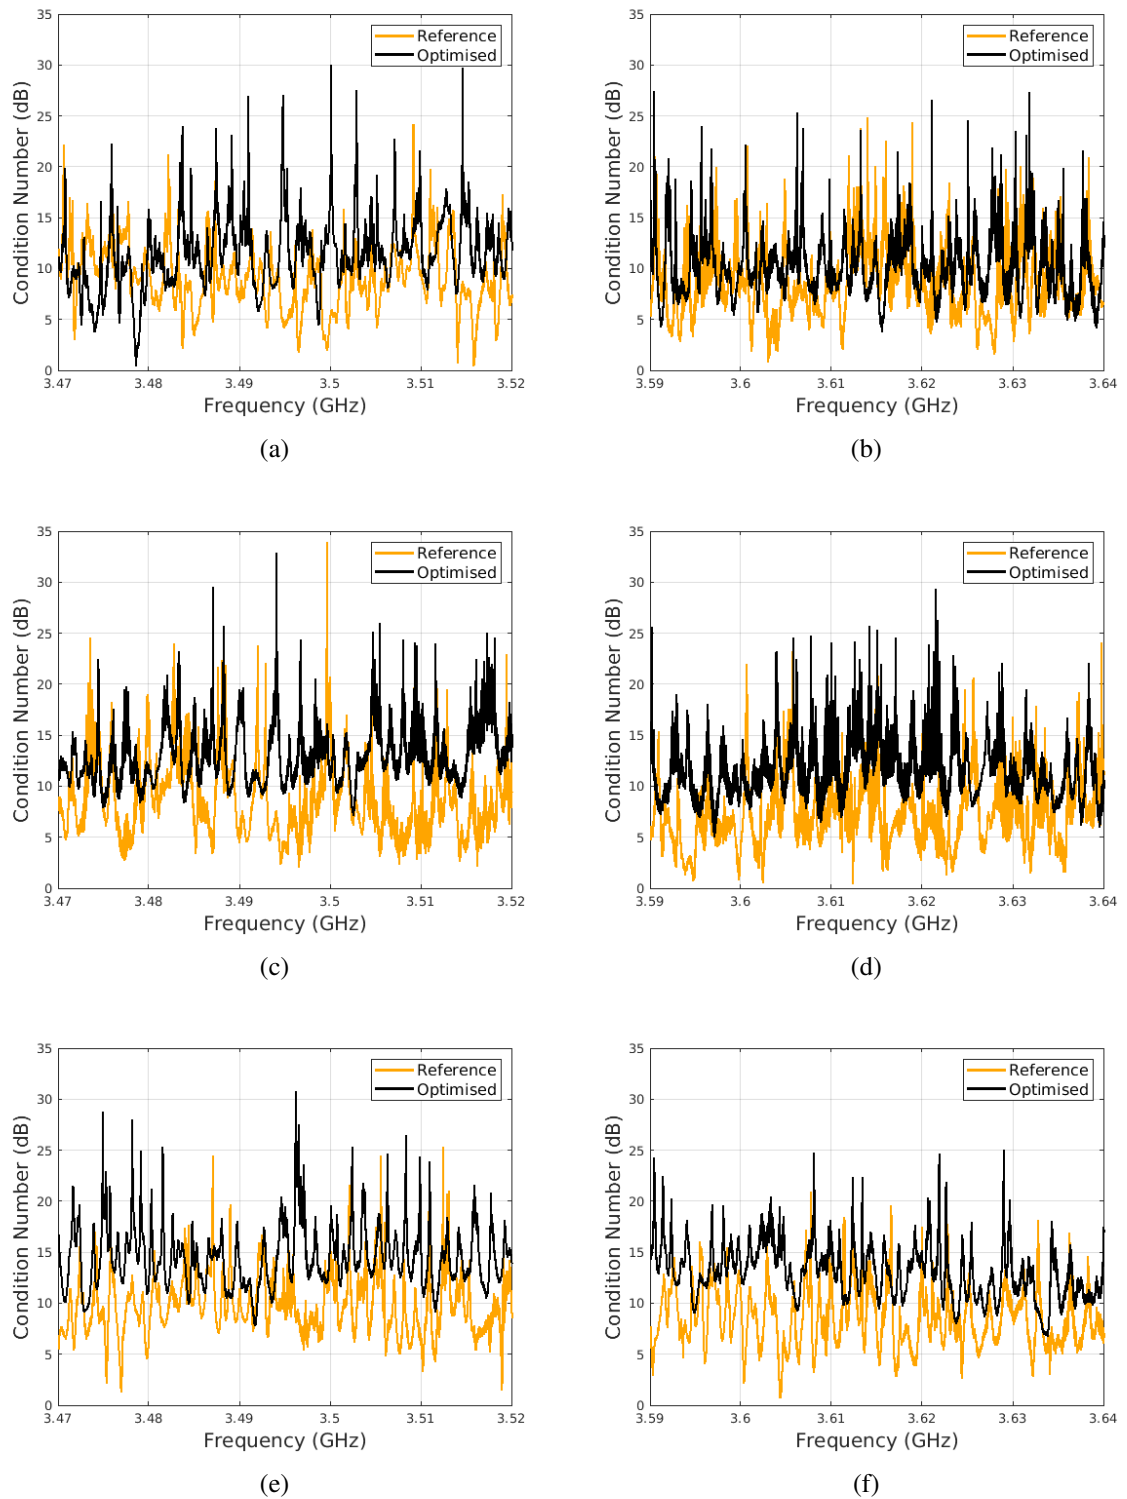 35
30
25
20
15
10
5
0
Condition Number (dB)
Reference
Optimised
3.47 3.48 3.49 3.5 3.51 3.52
Frequency (GHz)
(a)
35
30
25
20
15
10
5
0
Condition Number (dB)
Reference
Optimised
3.59 3.6 3.61 3.62 3.63 3.64
Frequency (GHz)
(b)
35
30
25
20
15
10
5
0
Condition Number (dB)
Reference
Optimised
3.47 3.48 3.49 3.5 3.51 3.52
Frequency (GHz)
(c)
35
30
25
20
15
10
5
0
Condition Number (dB)
Reference
Optimised
3.59 3.6 3.61 3.62 3.63 3.64
Frequency (GHz)
(d)
35
30
25
20
15
10
5
0
Condition Number (dB)
Reference
Optimised
3.47 3.48 3.49 3.5 3.51 3.52
Frequency (GHz)
(e)
35
30
25
20
15
10
5
0
Condition Number (dB)
Reference
Optimised
3.59 3.6 3.61 3.62 3.63 3.64
Frequency (GHz)
(f)